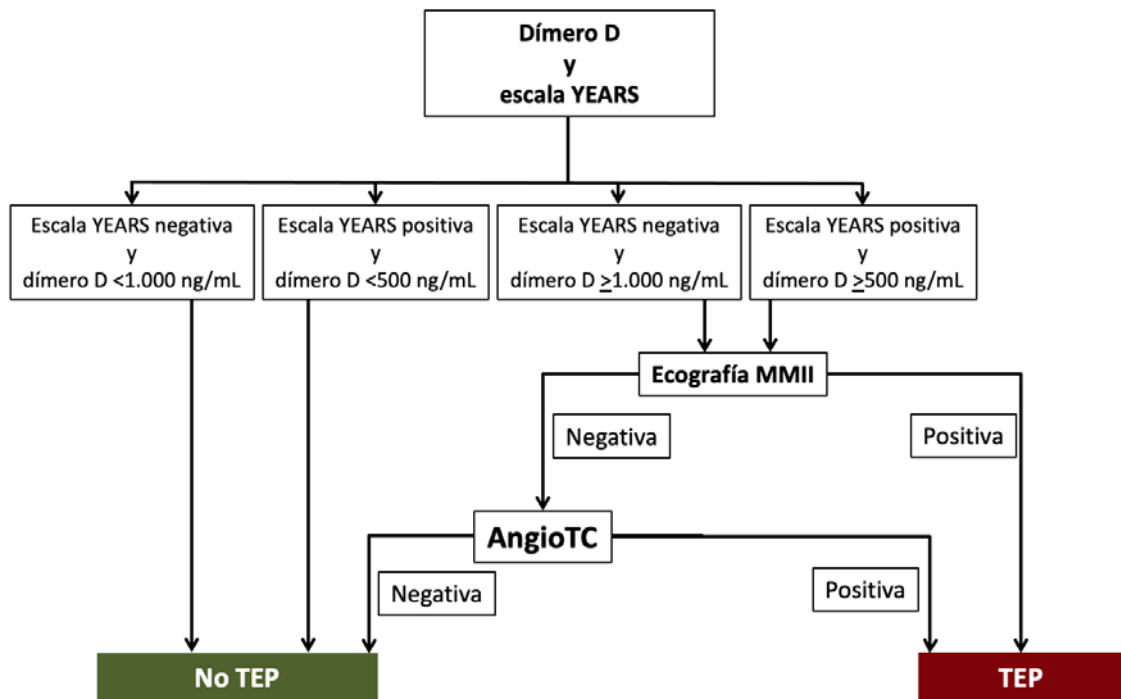 Dímero D
y
escala YEARS
Escala YEARS negativa
y
dímero D <1.000 ng/mL
Escala YEARS positiva
y
dímero D <500 ng/mL
Escala YEARS negativa
y
dímero D ≥1.000 ng/mL
Escala YEARS positiva
y
dímero D ≥500 ng/mL
Ecografía MMII
Negativa
Positiva
AngioTC
Negativa
Positiva
No TEP
TEP